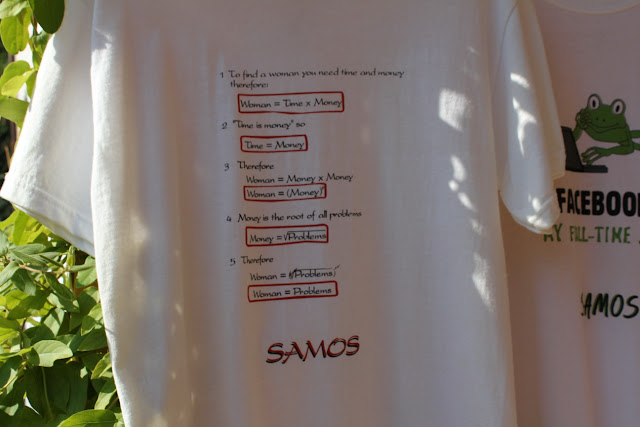 1 To find a woman you need time and money
therefore:
Woman = Time x Money
2 "Time is money" so
Time = Money
3 Therefore
Woman = Money x Money
Woman = (Money)²
4 Money is the root of all problems
Money = √Problems
5 Therefore
Woman = (√Problems)²
Woman = Problems
SAMOS
FACEBOOK
MY FULL-TIME
SAMOS